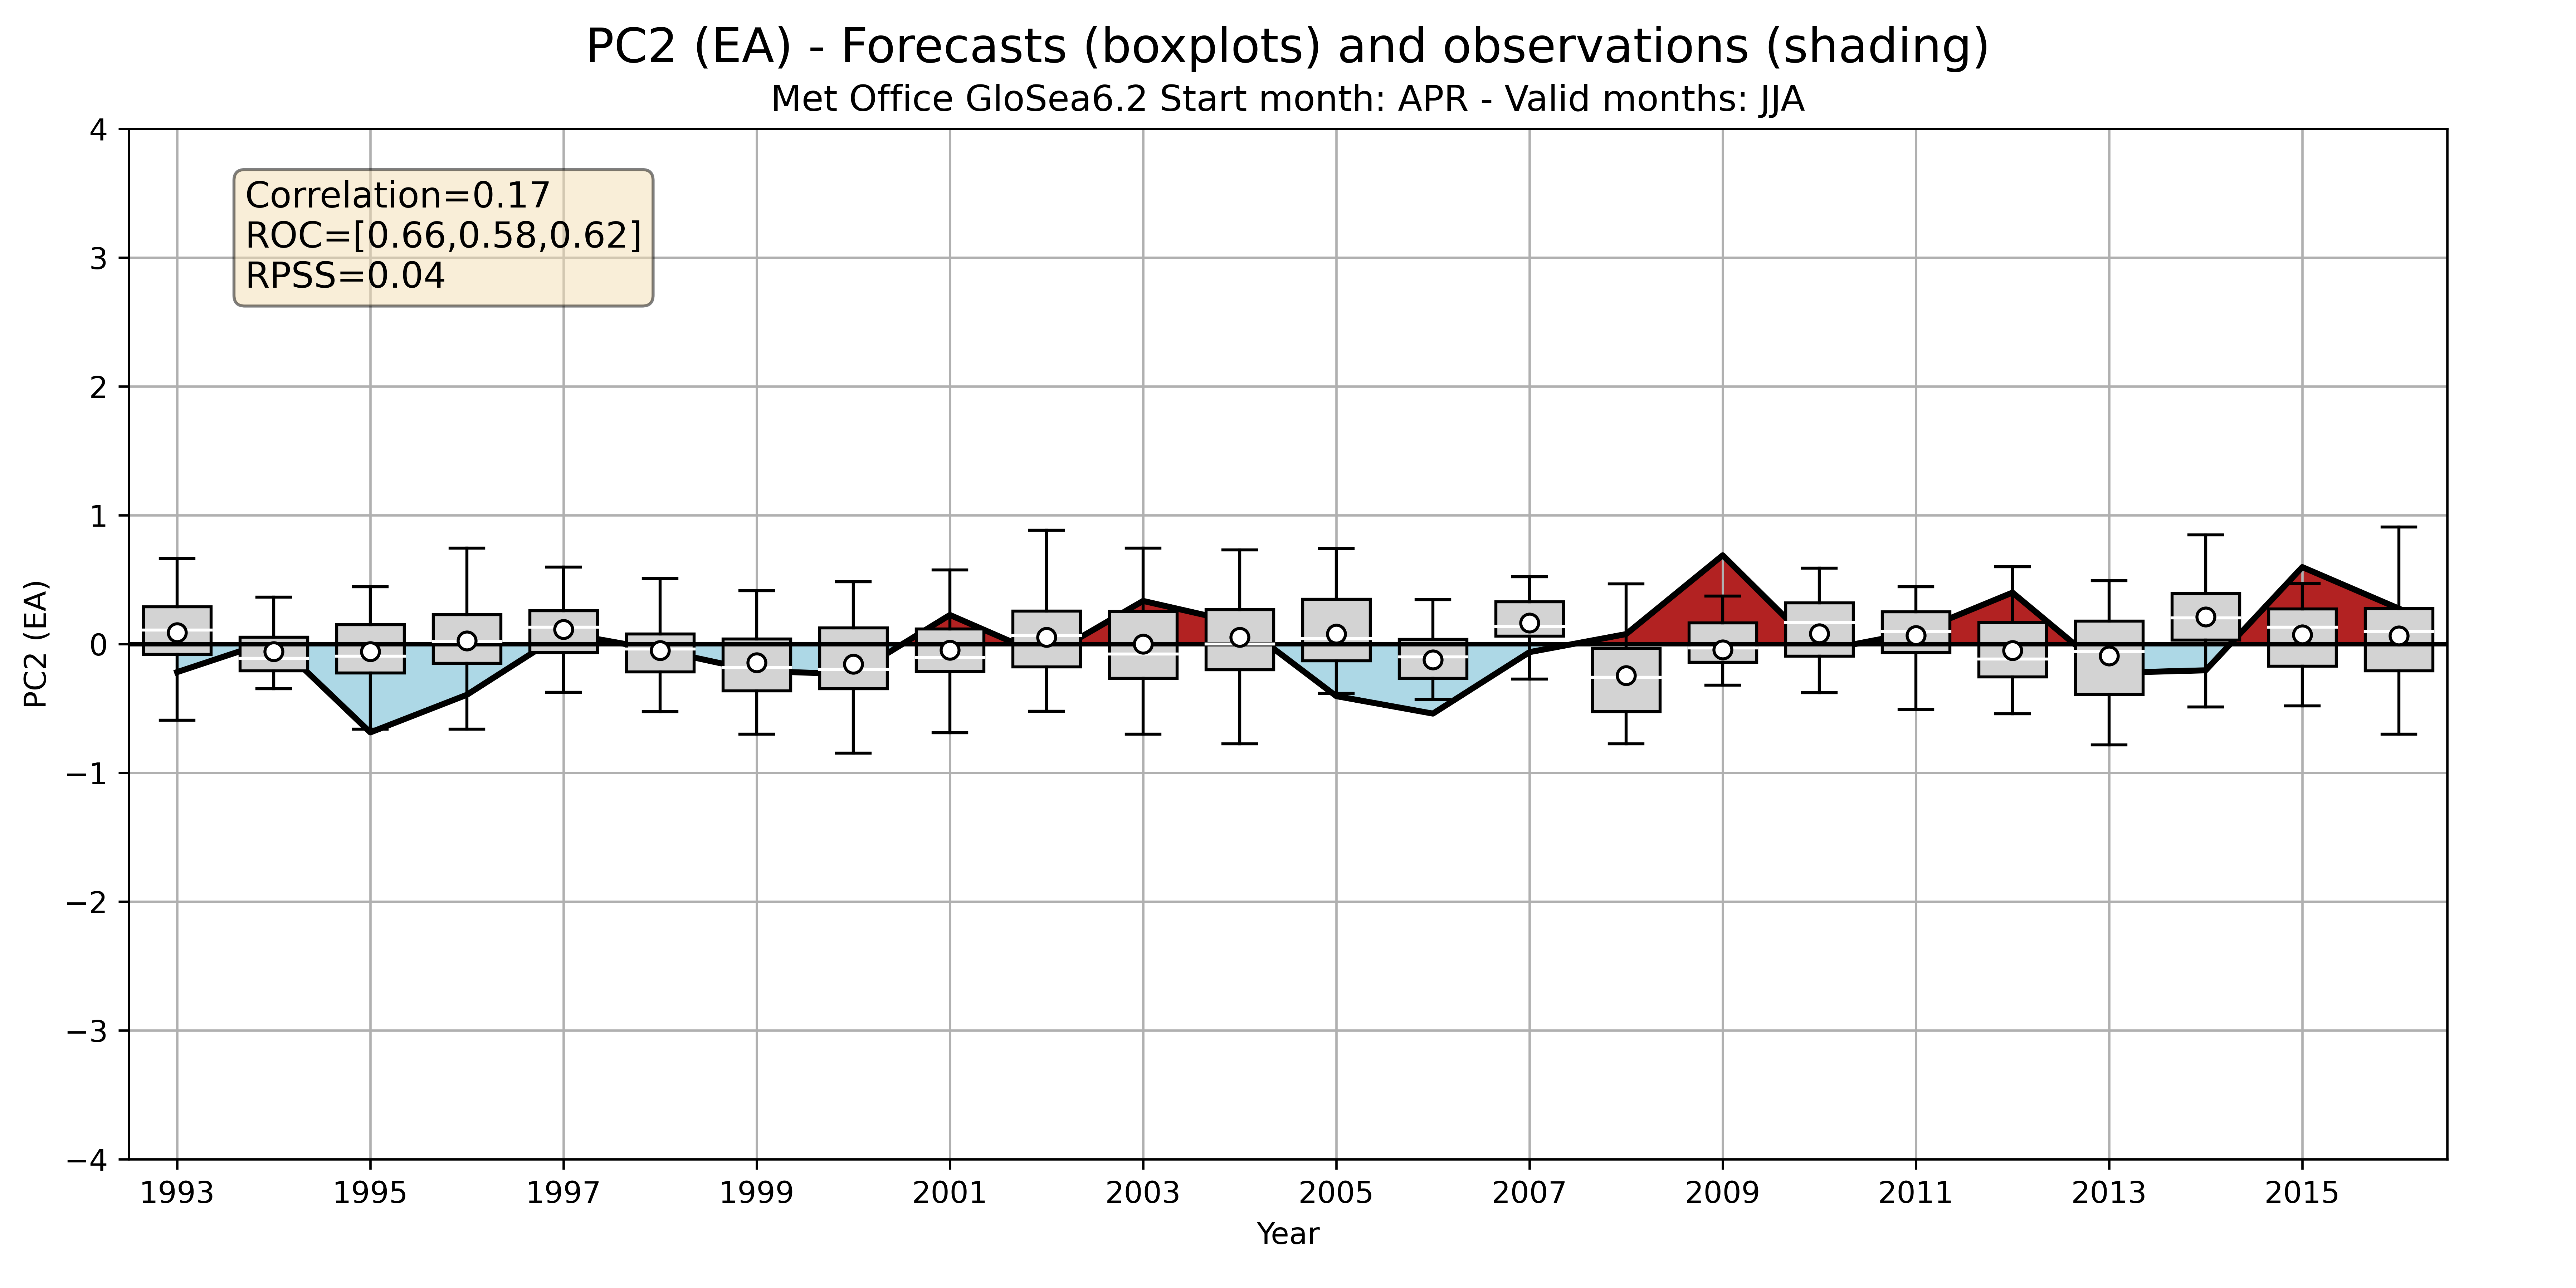 PC2 (EA) - Forecasts (boxplots) and observations (shading)
Met Office GloSea6.2 Start month: APR - Valid months: JJA
Correlation=0.17
ROC=[0.66,0.58,0.62]
RPSS=0.04
PC2 (EA)
4
3
2
1
0
−1
−2
−3
−4
1993 1995 1997 1999 2001 2003 2005 2007 2009 2011 2013 2015
Year